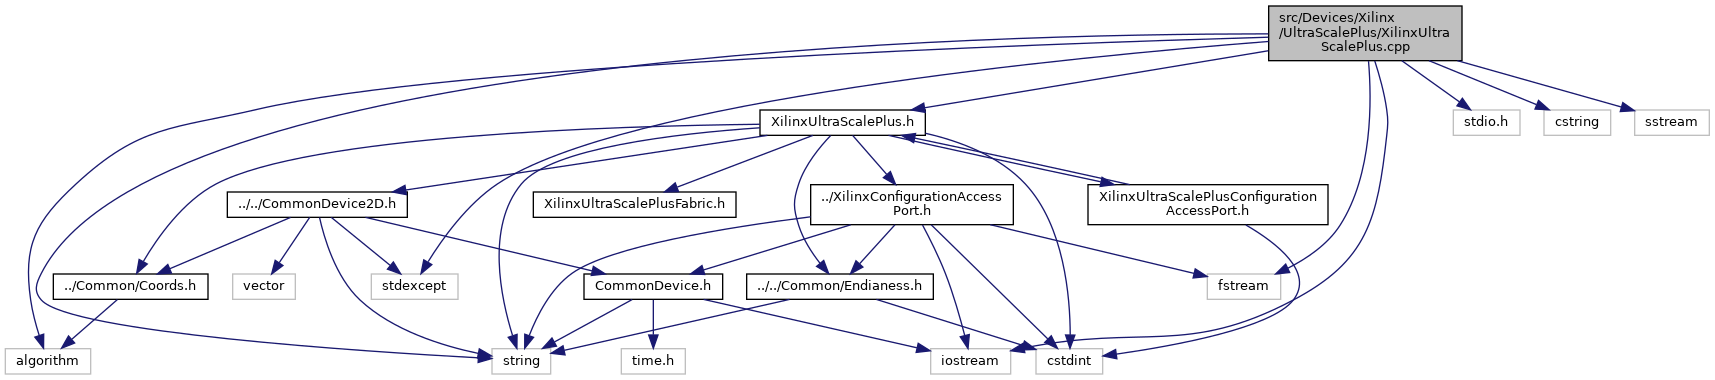 src/Devices/Xilinx
/UltraScalePlus/XilinxUltra
ScalePlus.cpp
XilinxUltraScalePlus.h
stdio.h
cstring
sstream
../../CommonDevice2D.h
XilinxUltraScalePlusFabric.h
../XilinxConfigurationAccess
Port.h
XilinxUltraScalePlusConfiguration
AccessPort.h
../Common/Coords.h
vector
stdexcept
CommonDevice.h
../../Common/Endianess.h
fstream
algorithm
string
time.h
iostream
cstdint